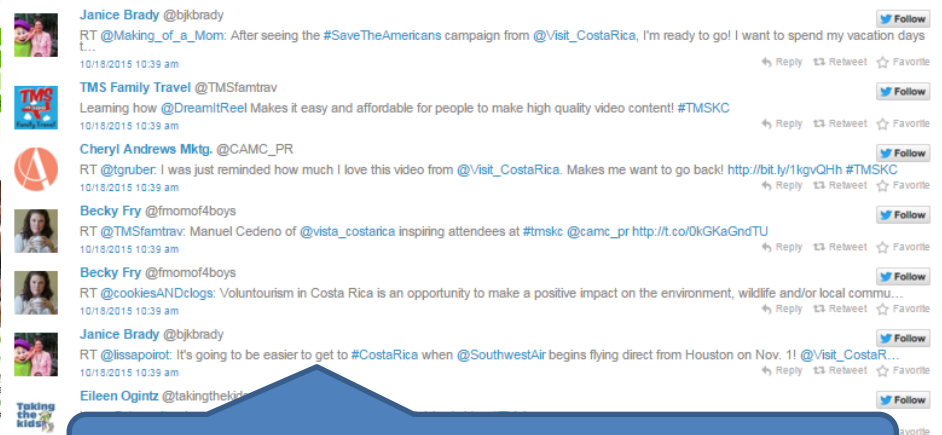 Janice Brady @bjkbrady
Follow
RT @Making_of_a_Mom: After seeing the #SaveTheAmericans campaign from @Visit_CostaRica, I'm ready to go! I want to spend my vacation days
t...
10/18/2015 10:39 am
Reply Retweet Favorite
TMS Family Travel @TMSfamtrav
Follow
TMS
Family Travel
Learning how @DreamItReel Makes it easy and affordable for people to make high quality video content! #TMSKC
10/18/2015 10:39 am
Reply Retweet Favorite
Cheryl Andrews Mktg. @CAMC_PR
Follow
RT @tgruber: I was just reminded how much I love this video from @Visit_CostaRica. Makes me want to go back! http://bit.ly/1kgvQHh #TMSKC
10/18/2015 10:39 am
Reply Retweet Favorite
Becky Fry @fmomof4boys
Follow
RT @TMSfamtrav: Manuel Cedeno of @vista_costarica inspiring attendees at #tmskc @camc_pr http://t.co/0kGKaGndTU
10/18/2015 10:39 am
Reply Retweet Favorite
Becky Fry @fmomof4boys
Follow
RT @cookiesANDclogs: Voluntourism in Costa Rica is an opportunity to make a positive impact on the environment, wildlife and/or local commu...
10/18/2015 10:39 am
Reply Retweet Favorite
Janice Brady @bjkbrady
Follow
RT @lissapoirot: It's going to be easier to get to #CostaRica when @SouthwestAir begins flying direct from Houston on Nov. 1! @Visit_CostaR...
10/18/2015 10:39 am
Reply Retweet Favorite
Eileen Ogintz @takingthekid
Follow
Taking
the
kids